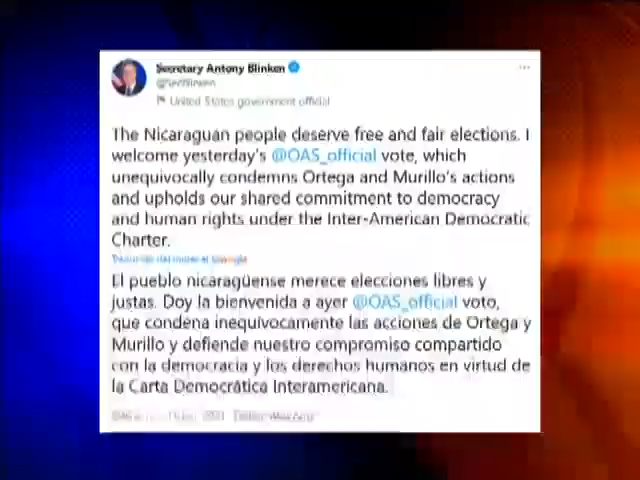 Secretary Antony Blinken
@SecBlinken
United States government official
The Nicaraguan people deserve free and fair elections. I
welcome yesterday's @OAS_official vote, which
unequivocally condemns Ortega and Murillo's actions
and upholds our shared commitment to democracy
and human rights under the Inter-American Democratic
Charter.
El pueblo nicaragüense merece elecciones libres y
justas. Doy la bienvenida a ayer @OAS_official voto,
que condena inequivocamente las acciones de Ortega y
Murillo y defiende nuestro compromiso compartido
con la democracia y los derechos humanos en virtud de
la Carta Democrática Interamericana.